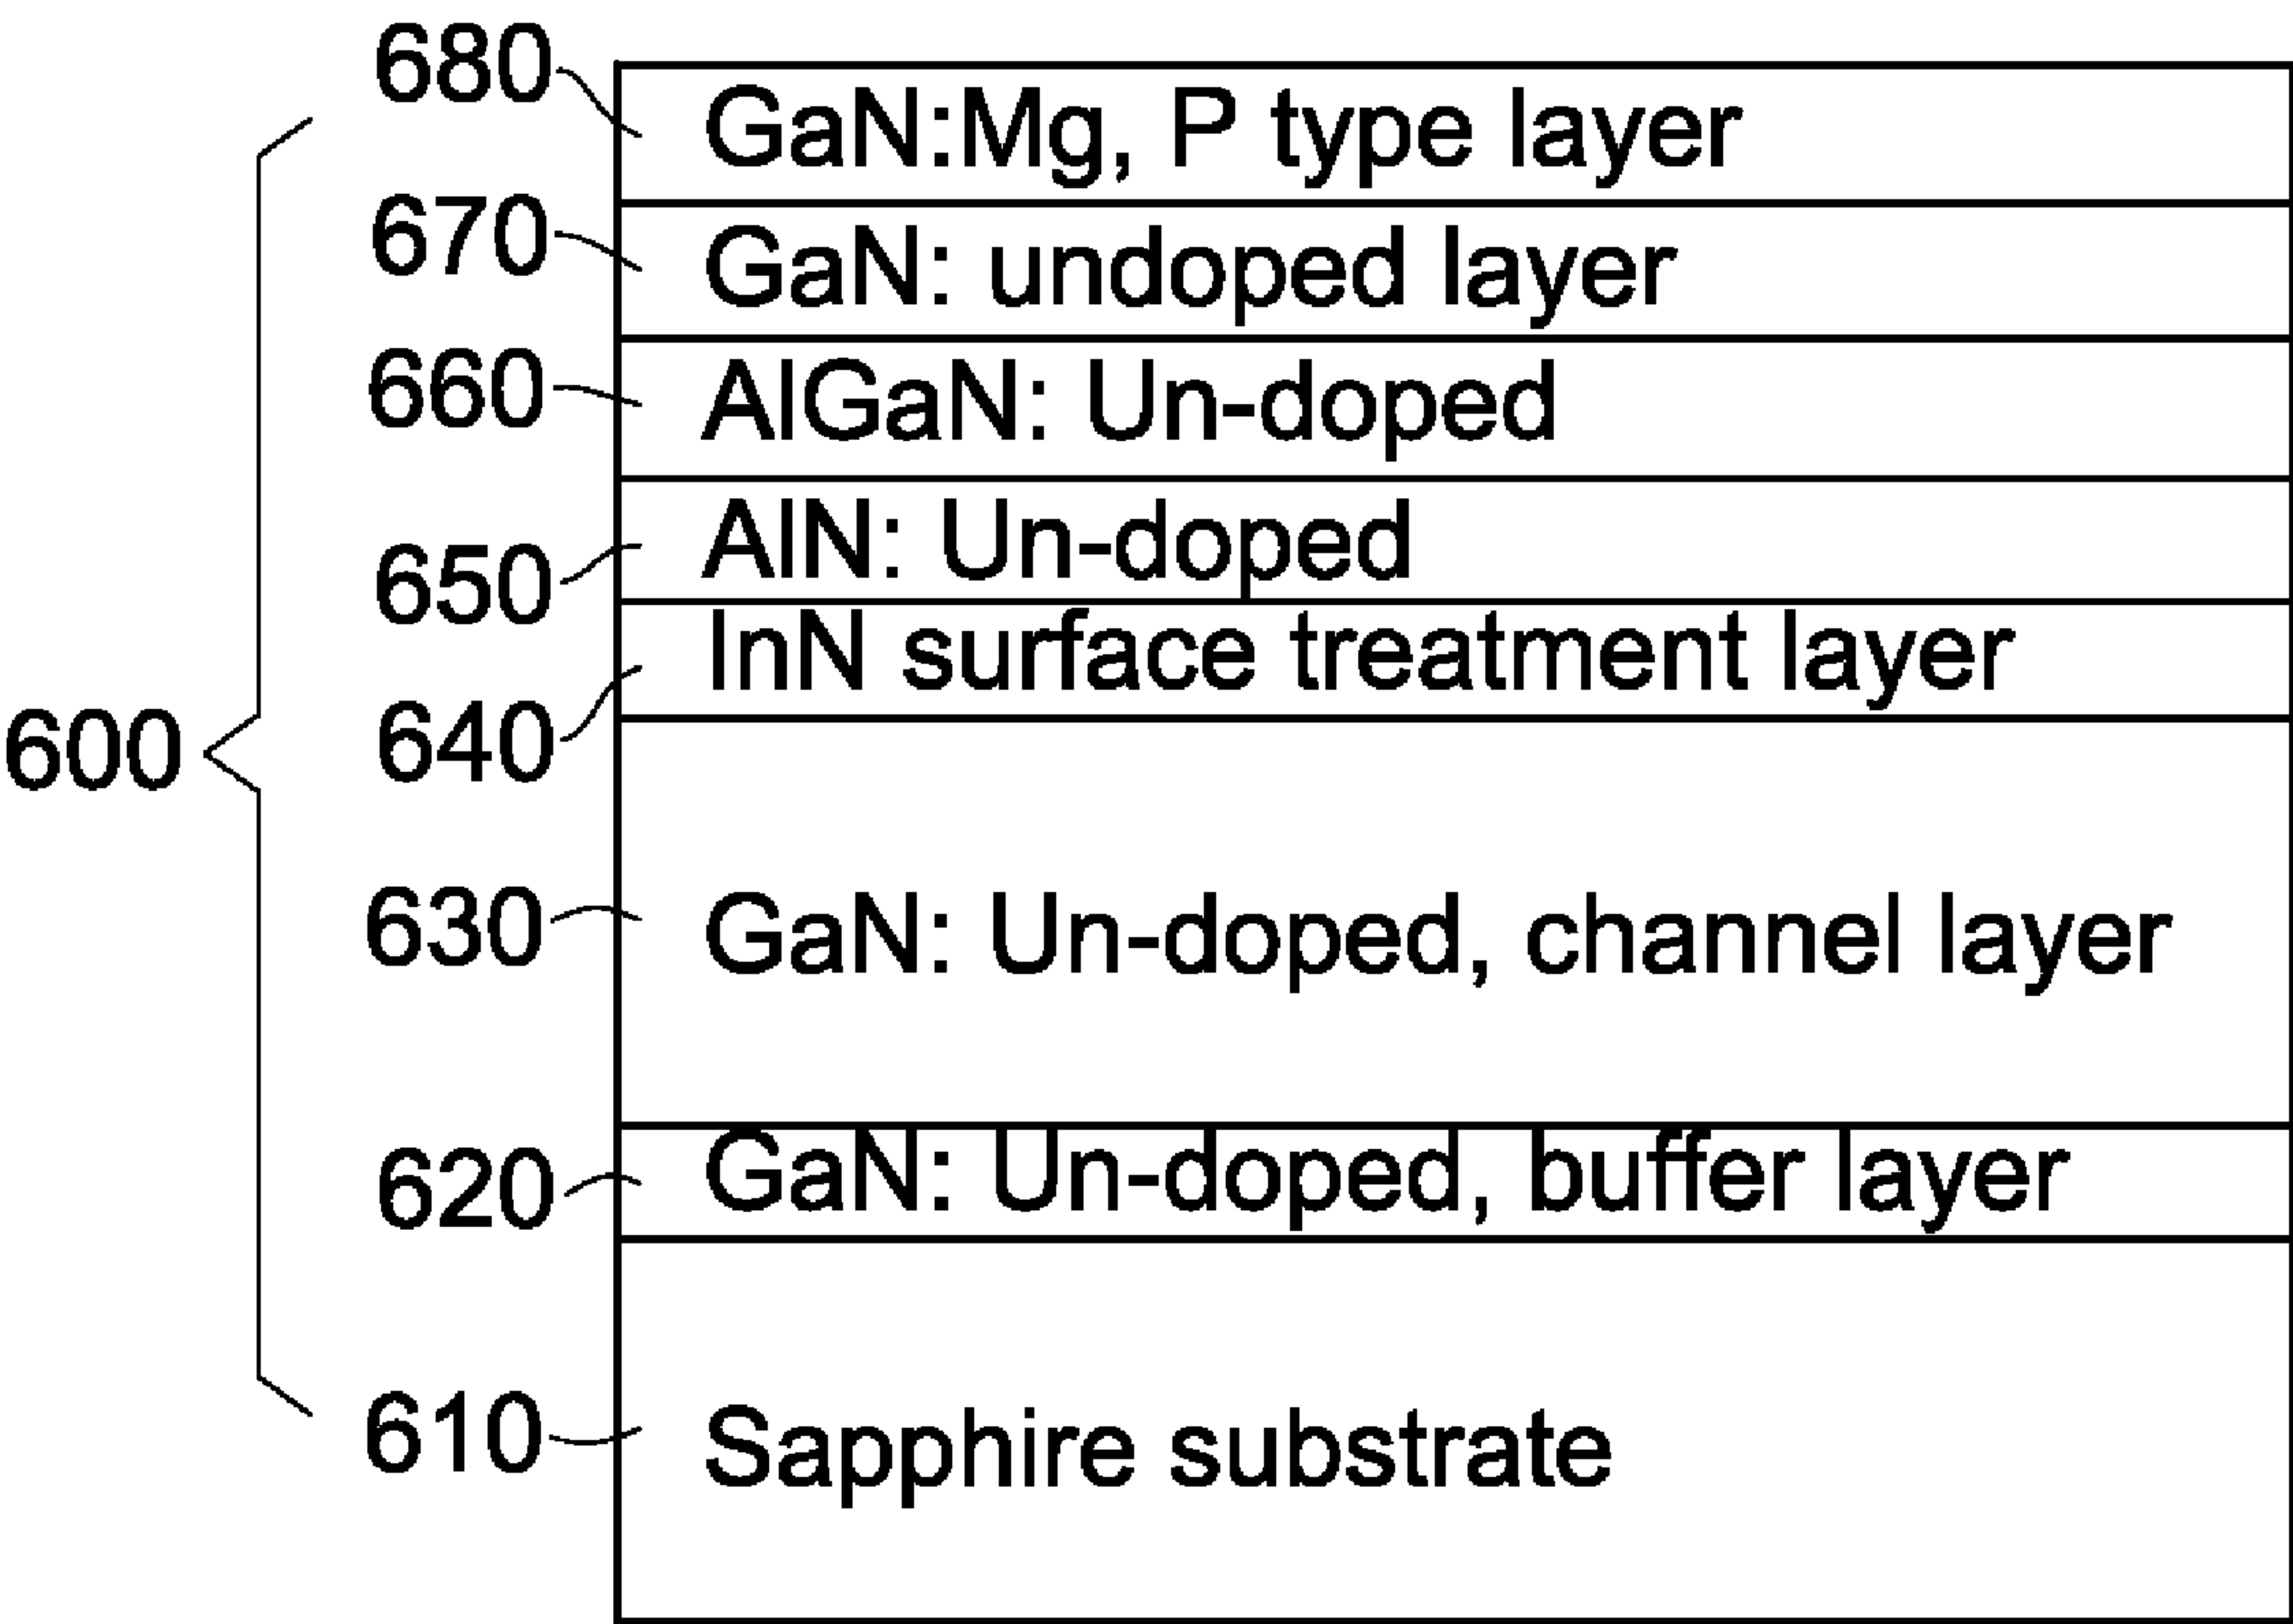 680 GaN:Mg, P type layer
670 GaN: undoped layer
660 AlGaN: Un-doped
650 AlN: Un-doped
640 InN surface treatment layer
600
630 GaN: Un-doped, channel layer
620 GaN: Un-doped, buffer layer
610 Sapphire substrate